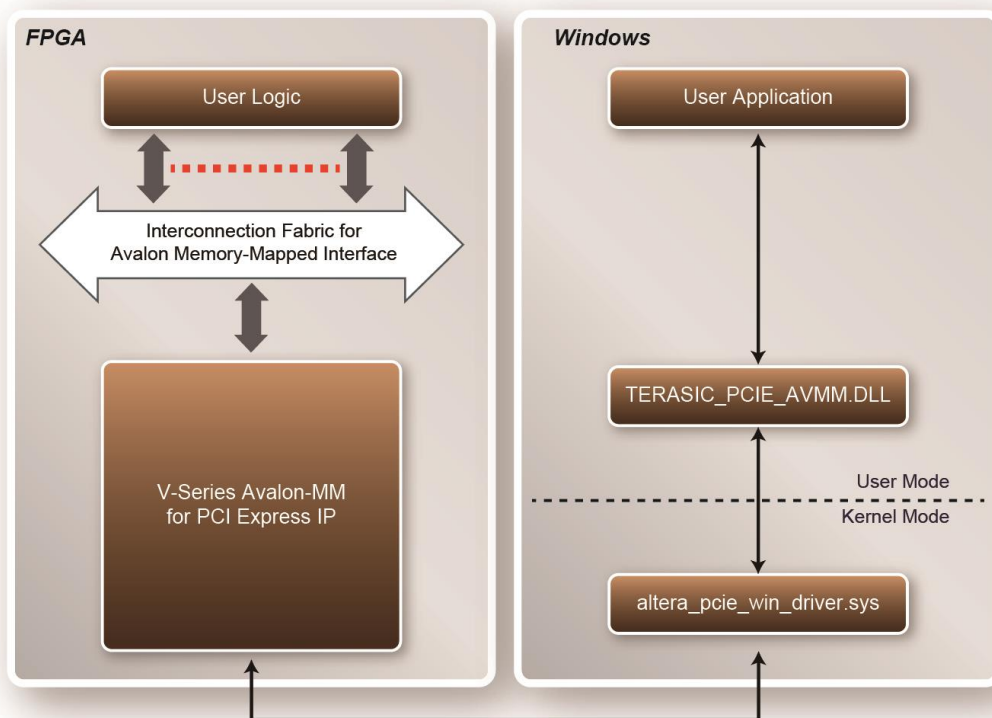 FPGA
User Logic
Interconnection Fabric for
Avalon Memory-Mapped Interface
V-Series Avalon-MM
for PCI Express IP
Windows
User Application
TERASIC_PCIE_AVMM.DLL
User Mode
Kernel Mode
altera_pcie_win_driver.sys